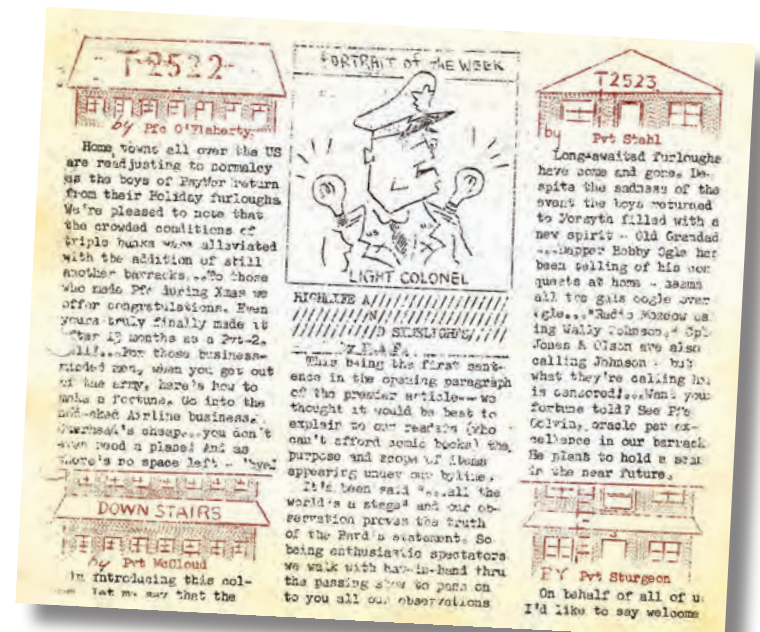 T-2522
by Pfc O'Flaherty
Home towns all over the US
are readjusting to normalcy
as the boys of PsyWor return
from their Holiday furloughs
We're pleased to note that
the crowded conditions of
triple bunks were alleviated
with the addition of still
another barracks...To those
who made Pfc during Xmas we
offer congratulations. Even
yours truly finally made it
after months as a Pvt-2.
for those business-
minded men, when you get out
of the army, here's how to
make a fortune. Go into the
Airline business.
Overhead's cheap...you don't
even need a plane! And as
there's no space left - 'bye!
DOWN STAIRS
by Pvt McCloud
In introducing this col-
let me say that the
PORTRAIT of the WEEK
LIGHT COLONEL
HIGHLIFE A//////////////
/////////N//////////
///////////D SIDELIGHTS////
by
This being the first sent-
ence in the opening paragraph
of the premier article--we
thought it would be best to
explain to our readers (who
can't afford comic books) the
purpose and scope of items
appearing under our byline.
It's been said "...all the
world's a stage" and our ob-
servation proves the truth
of the Bard's statement. So
being enthusiastic spectators
we walk with hat-in-hand thru
the passing show to pass on
to you all our observations
T2523
by Pvt Stahl
Long-awaited furloughs
have come and gone. De-
spite the sadness of the
event the boys returned
to Forsyth filled with a
new spirit - Old Grandad
...Dapper Bobby Ogle has
been telling of his con
quests at home - seems
all the gals oogle over
gle..."Radio Moscow ca
ing Wally Johnson." Cpl
Jones & Olson are also
calling Johnson - but
what they're calling hi
is censored!...Want your
fortune told? See Pfc
Colvin, oracle par ex-
cellance in our barrack
He plans to hold a
in the near future.
BY Pvt Sturgeon
On behalf of all of u
I'd like to say welcome